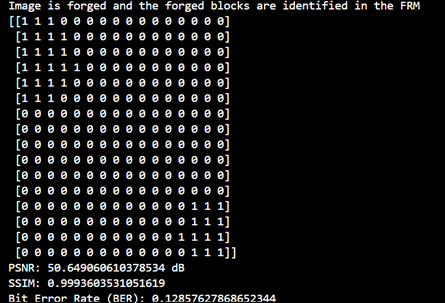 Image is forged and the forged blocks are identified in the FRM
[[1 1 1 0 0 0 0 0 0 0 0 0 0 0 0 0]
[1 1 1 1 0 0 0 0 0 0 0 0 0 0 0 0]
[1 1 1 1 0 0 0 0 0 0 0 0 0 0 0 0]
[1 1 1 1 1 0 0 0 0 0 0 0 0 0 0 0]
[1 1 1 1 0 0 0 0 0 0 0 0 0 0 0 0]
[1 1 1 0 0 0 0 0 0 0 0 0 0 0 0 0]
[0 0 0 0 0 0 0 0 0 0 0 0 0 0 0 0]
[0 0 0 0 0 0 0 0 0 0 0 0 0 0 0 0]
[0 0 0 0 0 0 0 0 0 0 0 0 0 0 0 0]
[0 0 0 0 0 0 0 0 0 0 0 0 0 0 0 0]
[0 0 0 0 0 0 0 0 0 0 0 0 0 0 0 0]
[0 0 0 0 0 0 0 0 0 0 0 0 0 0 0 0]
[0 0 0 0 0 0 0 0 0 0 0 0 0 1 1 1]
[0 0 0 0 0 0 0 0 0 0 0 0 0 1 1 1]
[0 0 0 0 0 0 0 0 0 0 0 0 1 1 1 1]
[0 0 0 0 0 0 0 0 0 0 0 0 0 1 1 1]]
PSNR: 50.649060610378534 dB
SSIM: 0.9993603531051619
Bit Error Rate (BER): 0.12857627868652344